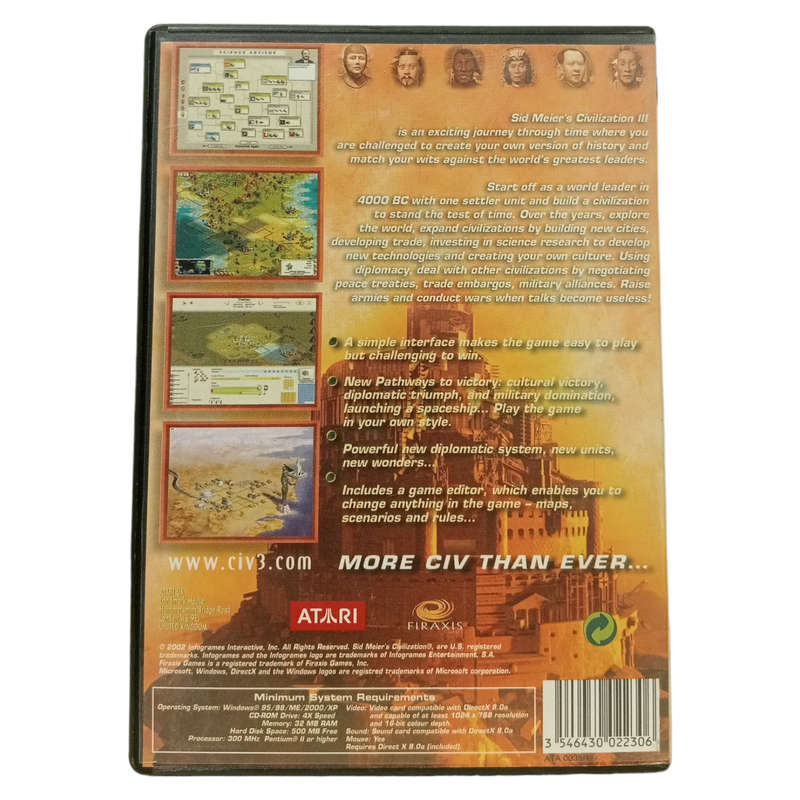 SCIENCE ADVISOR
Sid Meier's Civilization III
is an exciting journey through time where you
are challenged to create your own version of history and
match your wits against the world's greatest leaders.
Start off as a world leader in
4000 BC with one settler unit and build a civilization
to stand the test of time. Over the years, explore
the world, expand civilizations by building new cities,
developing trade, investing in science research to develop
new technologies and creating your own culture. Using
diplomacy, deal with other civilizations by negotiating
peace treaties, trade embargos, military alliances. Raise
armies and conduct wars when talks become useless!
A simple interface makes the game easy to play
but challenging to win.
New Pathways to victory: cultural victory,
diplomatic triumph, and military domination,
launching a spaceship... Play the game
in your own style.
Powerful new diplomatic system, new units,
new wonders...
Includes a game editor, which enables you to
change anything in the game – maps,
scenarios and rules...
www.civ3.com
MORE CIV THAN EVER...
ATARI
FIRAXIS
Bridge Road
UNITED KINGDOM
© 2002 Infogrames Interactive, Inc. All Rights Reserved. Sid Meier's Civilization®, are U.S. registered
trademarks. Infogrames and the Infogrames logo are trademarks of Infogrames Entertainment, S.A.
Firaxis Games is a registered trademark of Firaxis Games, Inc.
Microsoft, Windows, DirectX and the Windows logos are registred trademarks of Microsoft corporation.
Minimum System Requirements
Operating System: Windows® 95/98/ME/2000/XP
CD-ROM Drive: 4X Speed
Memory: 32 MB RAM
Hard Disk Space: 500 MB Free
Processor: 300 MHz Pentium® II or higher
Video: Video card compatible with DirectX 8.0a
and capable of at least 1024 x 768 resolution
and 16-bit colour depth.
Sound: Sound card compatible with DirectX 8.0a
Mouse: Yes
Requires Direct X 8.0a (included)
3 546430 022306